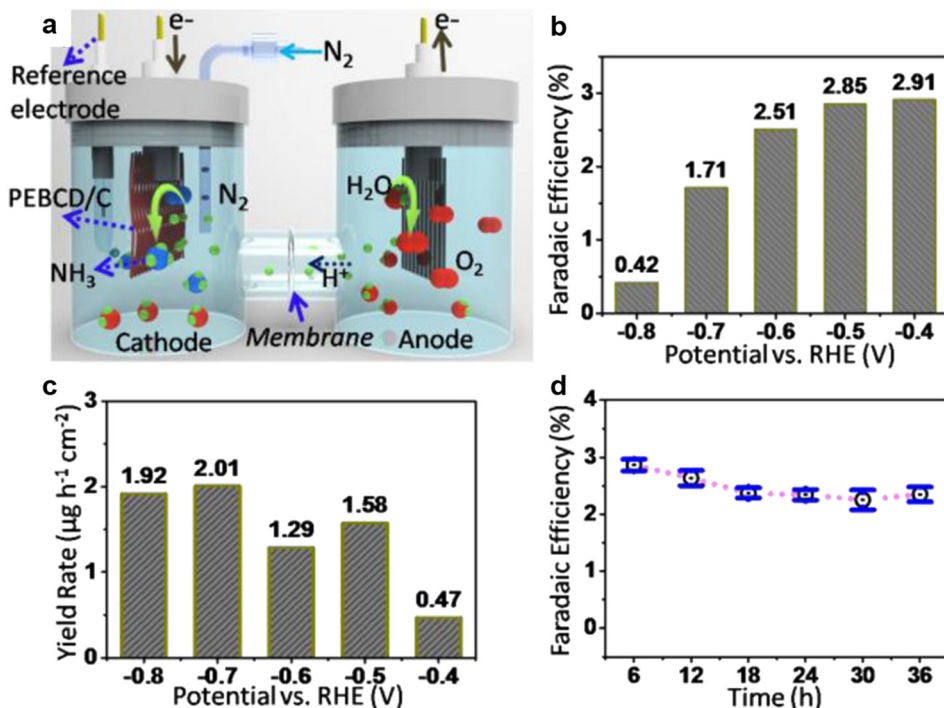 a
e-
e-
N2
Reference
electrode
PEBCD/C
N2
H2O
NH3
H+
O2
Cathode
Membrane
Anode
b
Faradaic Efficiency (%)
3
2
1
0
0.42
1.71
2.51
2.85
2.91
-0.8
-0.7
-0.6
-0.5
-0.4
Potential vs. RHE (V)
c
Yield Rate (μg h-1 cm-2)
3
2
1
0
1.92
2.01
1.29
1.58
0.47
-0.8
-0.7
-0.6
-0.5
-0.4
Potential vs. RHE (V)
d
Faradaic Efficiency (%)
4
3
2
1
0
6
12
18
24
30
36
Time (h)